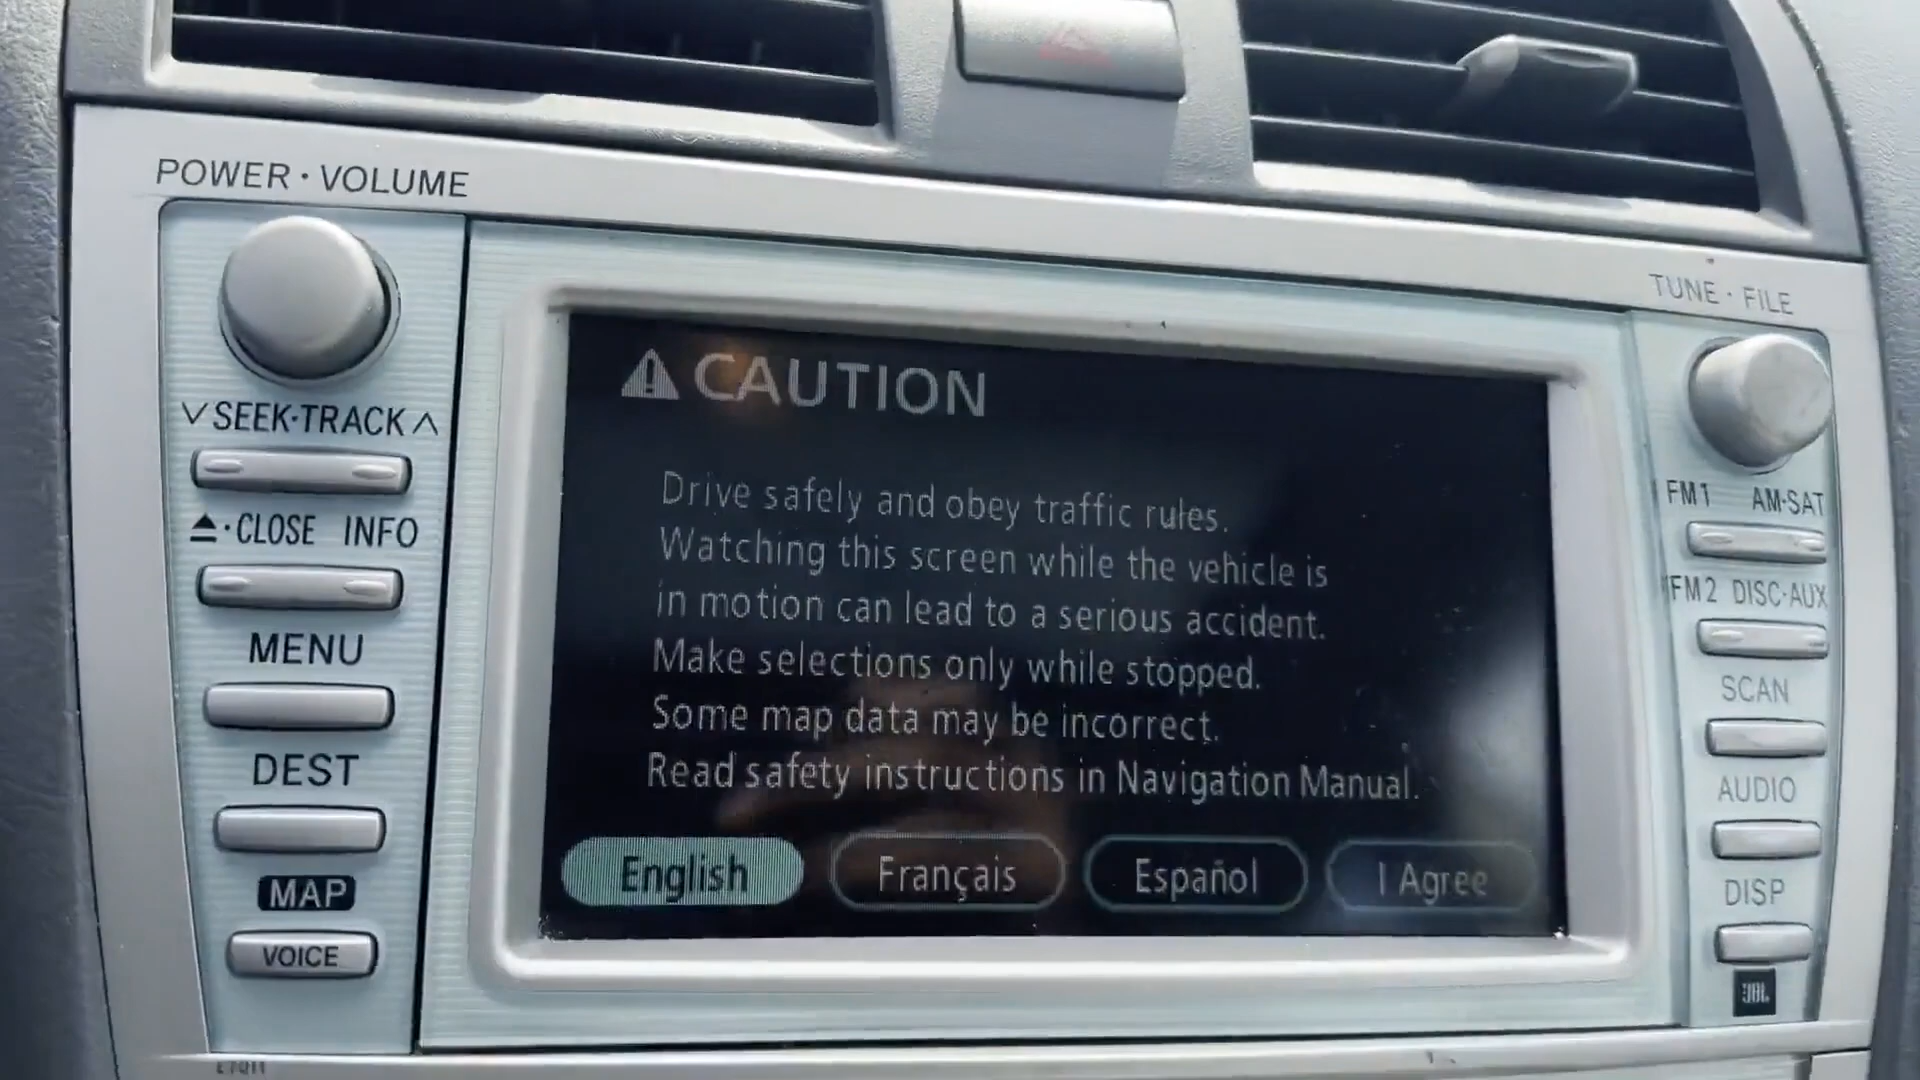 POWER · VOLUME
TUNE · FILE
∨ SEEK·TRACK ∧
⏏·CLOSE INFO
MENU
DEST
MAP
VOICE
⚠ CAUTION
Drive safely and obey traffic rules.
Watching this screen while the vehicle is
in motion can lead to a serious accident.
Make selections only while stopped.
Some map data may be incorrect.
Read safety instructions in Navigation Manual.
English Français Español I Agree
FM1 AM·SAT
FM2 DISC·AUX
SCAN
AUDIO
DISP
JBL